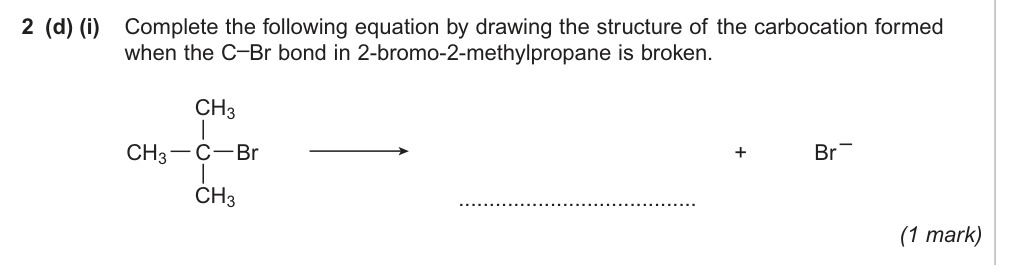 2 (d) (i) Complete the following equation by drawing the structure of the carbocation formed
when the C–Br bond in 2-bromo-2-methylpropane is broken.
CH₃
|
CH₃—C—Br ⟶ + Br⁻
|
CH₃
.......................................
(1 mark)